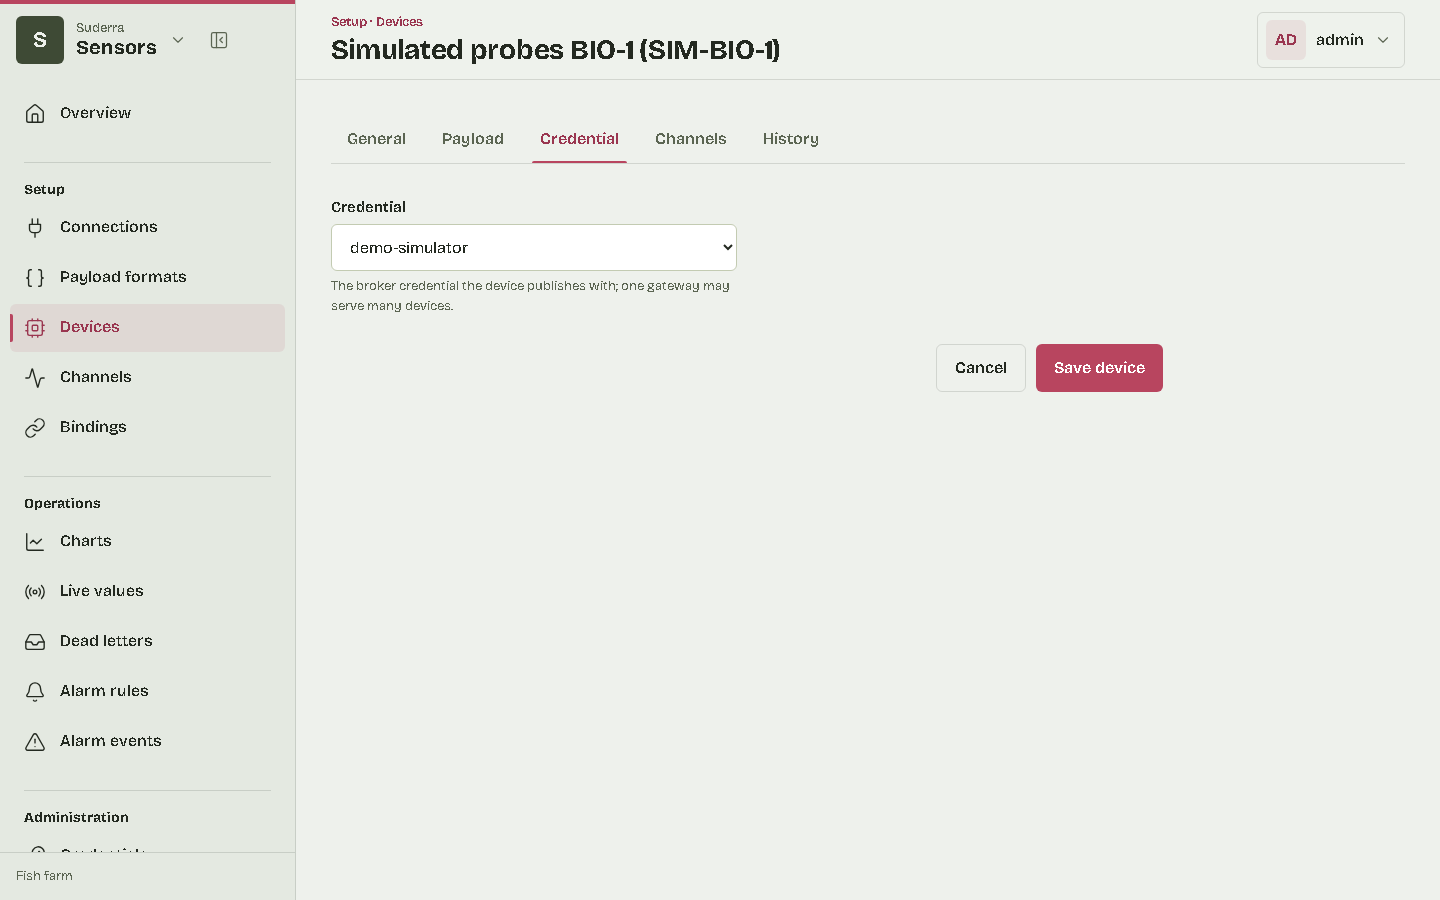 S
Suderra
Sensors
Overview
Setup
Connections
Payload formats
Devices
Channels
Bindings
Operations
Charts
Live values
Dead letters
Alarm rules
Alarm events
Administration
Fish farm
Setup · Devices
Simulated probes BIO-1 (SIM-BIO-1)
AD
admin
General
Payload
Credential
Channels
History
Credential
demo-simulator
The broker credential the device publishes with; one gateway may
serve many devices.
Cancel
Save device